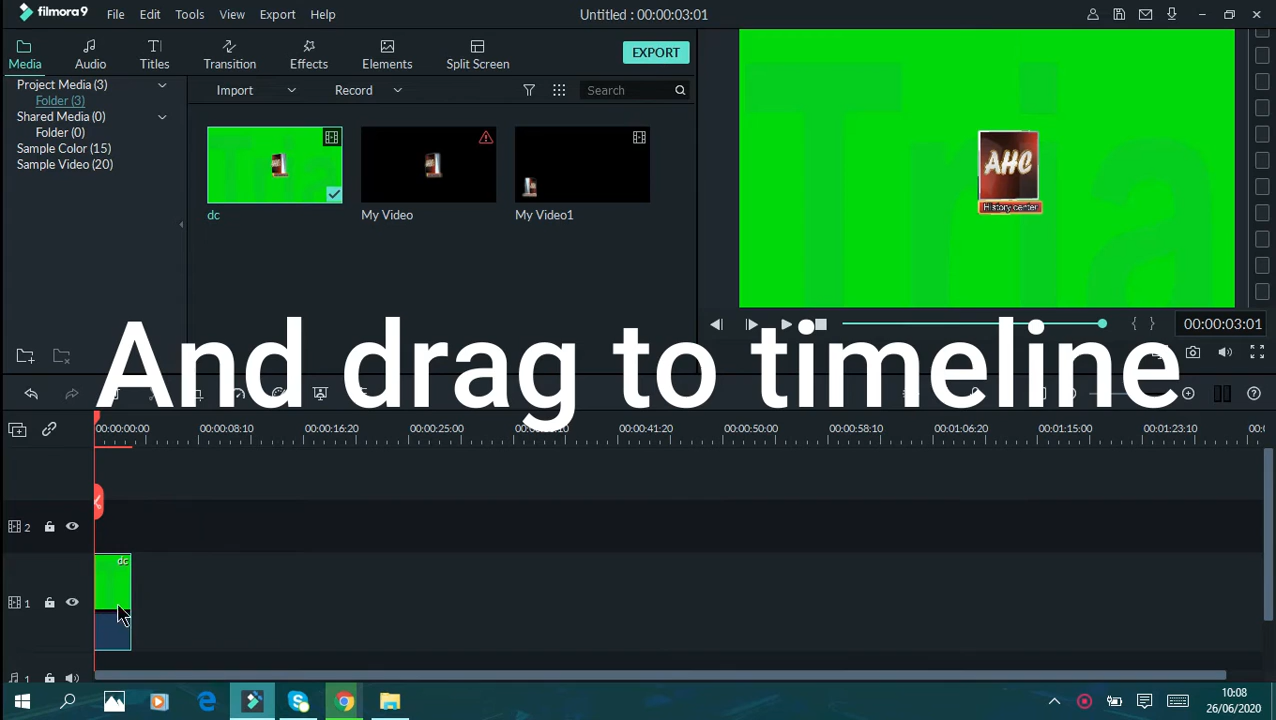 filmora9
File Edit Tools View Export Help
Untitled : 00:00:03:01
Media Audio Titles Transition Effects Elements Split Screen
EXPORT
Project Media (3)
Folder (3)
Shared Media (0)
Folder (0)
Sample Color (15)
Sample Video (20)
Import Record Search
dc My Video My Video1
Tria
AHC
History center
00:00:03:01
And drag to timeline
00:00:00:00 00:00:08:10 00:00:16:20 00:00:25:00 00:00:41:20 00:00:50:00 00:00:58:10 00:01:06:20 00:01:15:00 00:01:23:10
2
dc
1
1
10:08
26/06/2020